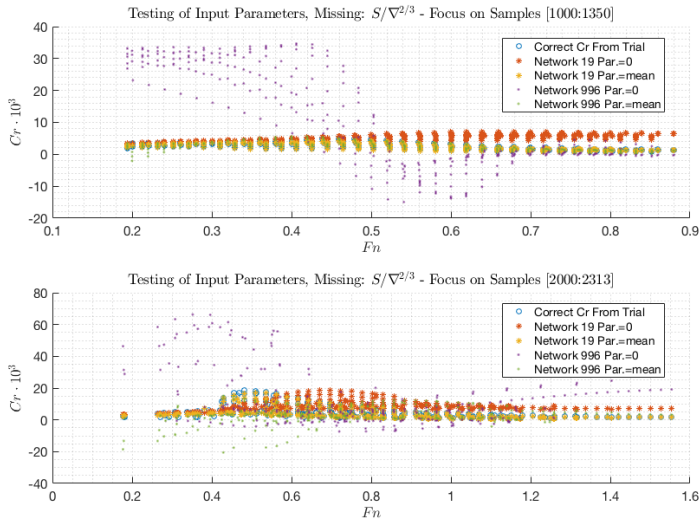 Testing of Input Parameters, Missing: S/∇^{2/3} - Focus on Samples [1000:1350]
40
30
20
10
0
-10
-20
Cr · 10³
Correct Cr From Trial
Network 19 Par.=0
Network 19 Par.=mean
Network 996 Par.=0
Network 996 Par.=mean
0.1 0.2 0.3 0.4 0.5 0.6 0.7 0.8 0.9
Fn
Testing of Input Parameters, Missing: S/∇^{2/3} - Focus on Samples [2000:2313]
80
60
40
20
0
-20
-40
Cr · 10³
Correct Cr From Trial
Network 19 Par.=0
Network 19 Par.=mean
Network 996 Par.=0
Network 996 Par.=mean
0 0.2 0.4 0.6 0.8 1 1.2 1.4 1.6
Fn